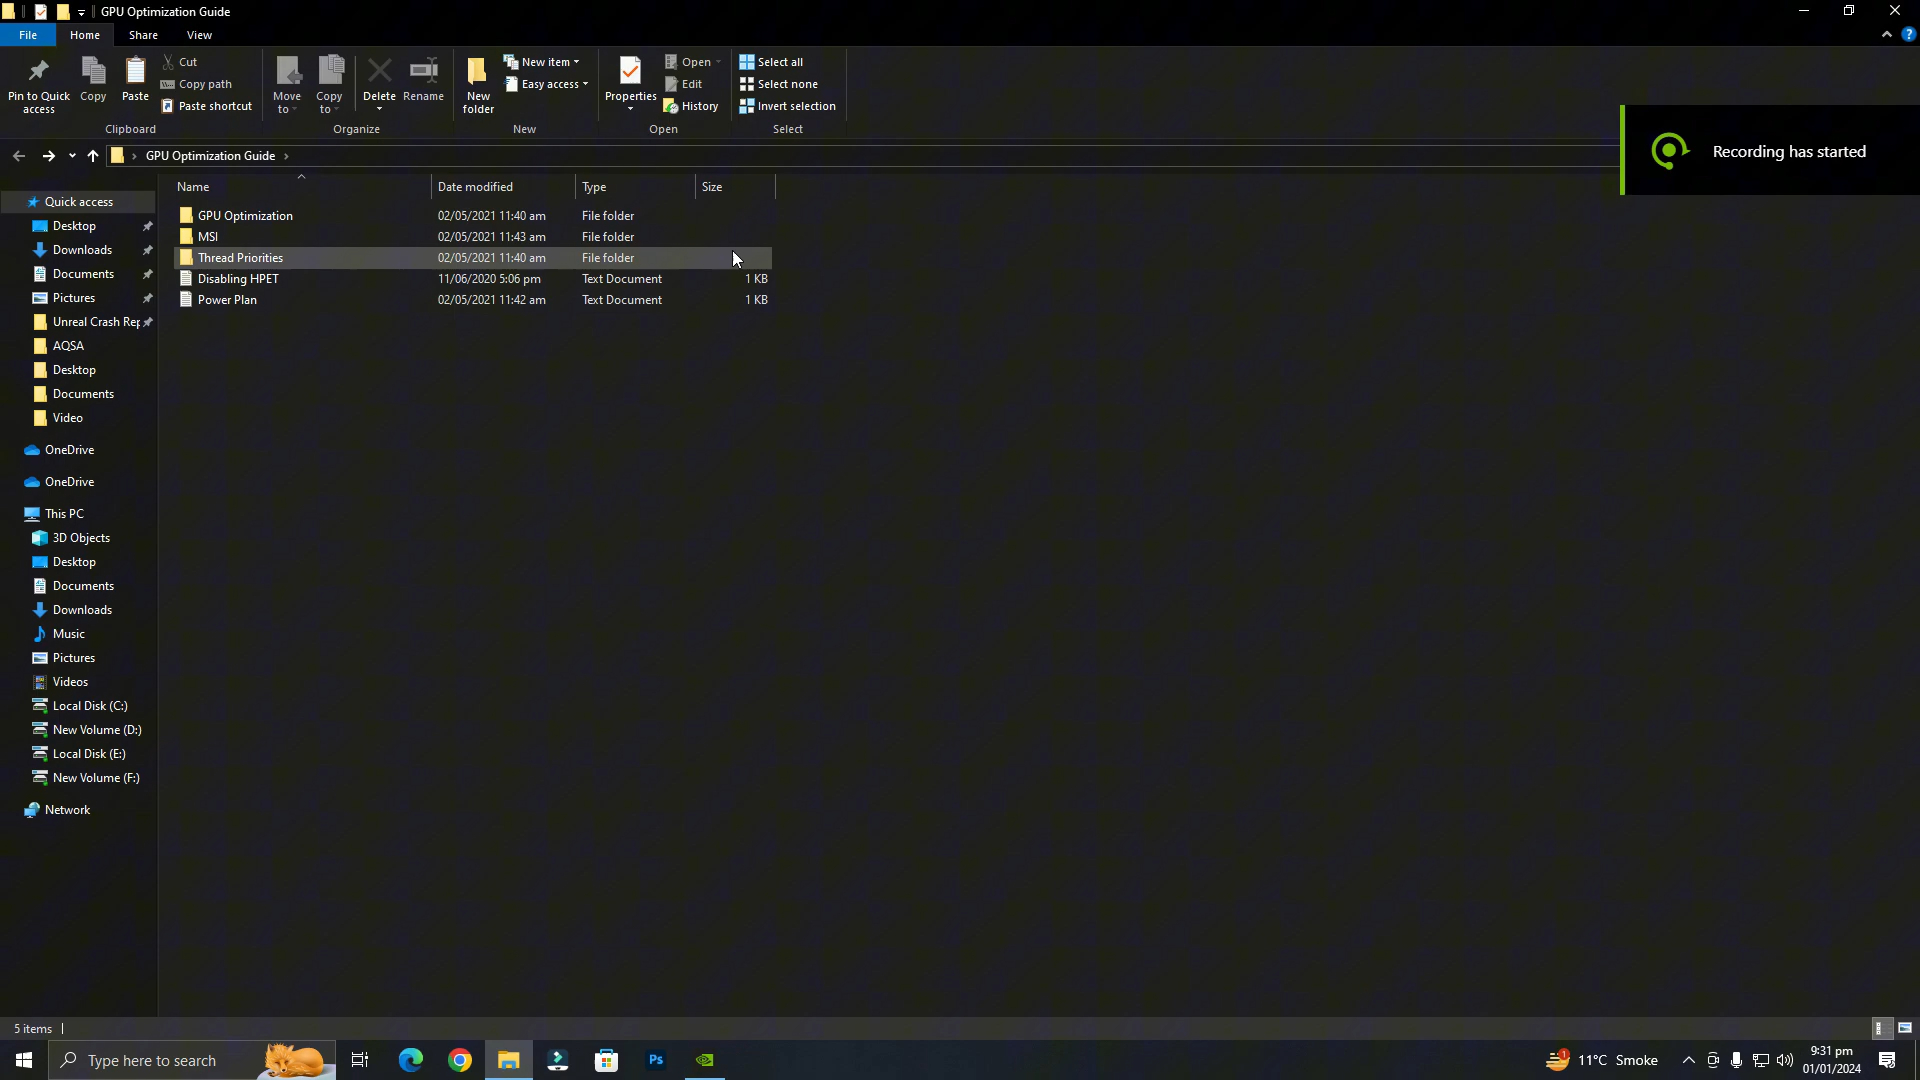 GPU Optimization Guide
File Home Share View
Pin to Quick access
Copy
Paste
Cut
Copy path
Paste shortcut
Clipboard
Move to
Copy to
Delete
Rename
Organize
New folder
New item
Easy access
New
Properties
Open
Edit
History
Open
Select all
Select none
Invert selection
Select
GPU Optimization Guide
Recording has started
Name Date modified Type Size
GPU Optimization 02/05/2021 11:40 am File folder
MSI 02/05/2021 11:43 am File folder
Thread Priorities 02/05/2021 11:40 am File folder
Disabling HPET 11/06/2020 5:06 pm Text Document 1 KB
Power Plan 02/05/2021 11:42 am Text Document 1 KB
Quick access
Desktop
Downloads
Documents
Pictures
Unreal Crash Rep
AQSA
Desktop
Documents
Video
OneDrive
OneDrive
This PC
3D Objects
Desktop
Documents
Downloads
Music
Pictures
Videos
Local Disk (C:)
New Volume (D:)
Local Disk (E:)
New Volume (F:)
Network
5 items
Type here to search
Ps
1
11°C Smoke
9:31 pm
01/01/2024